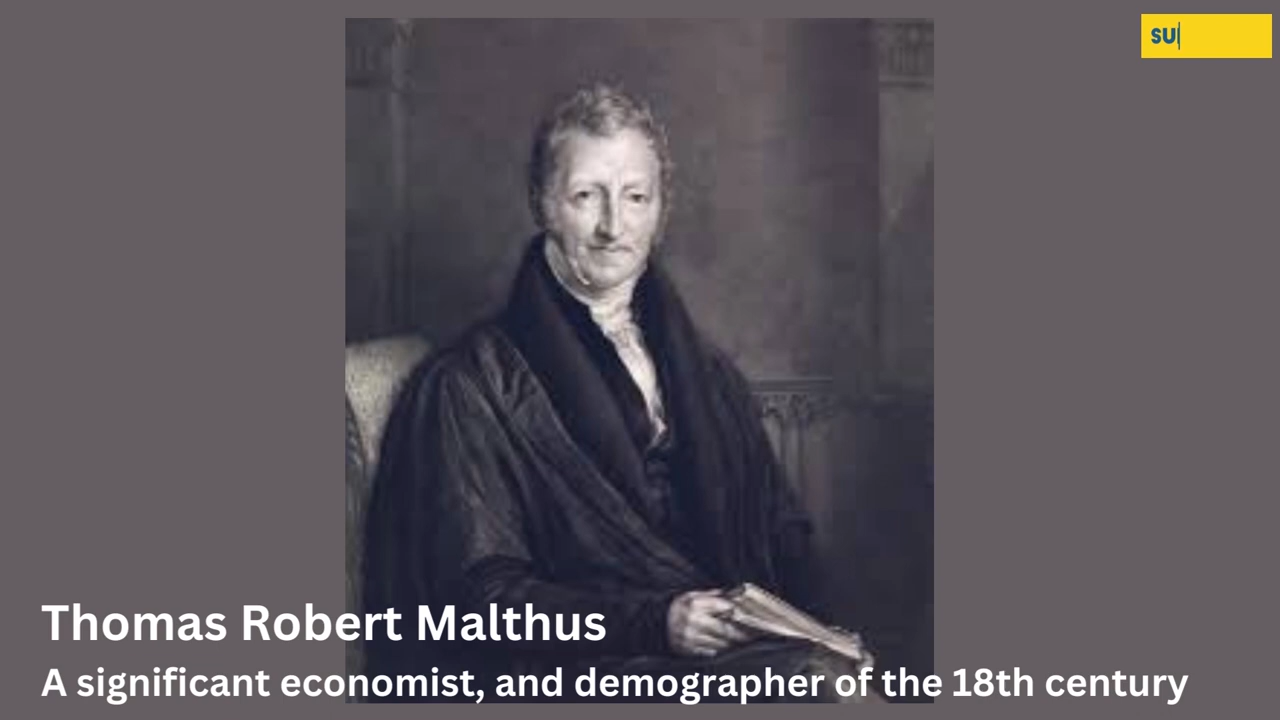 SU
Thomas Robert Malthus
A significant economist, and demographer of the 18th century